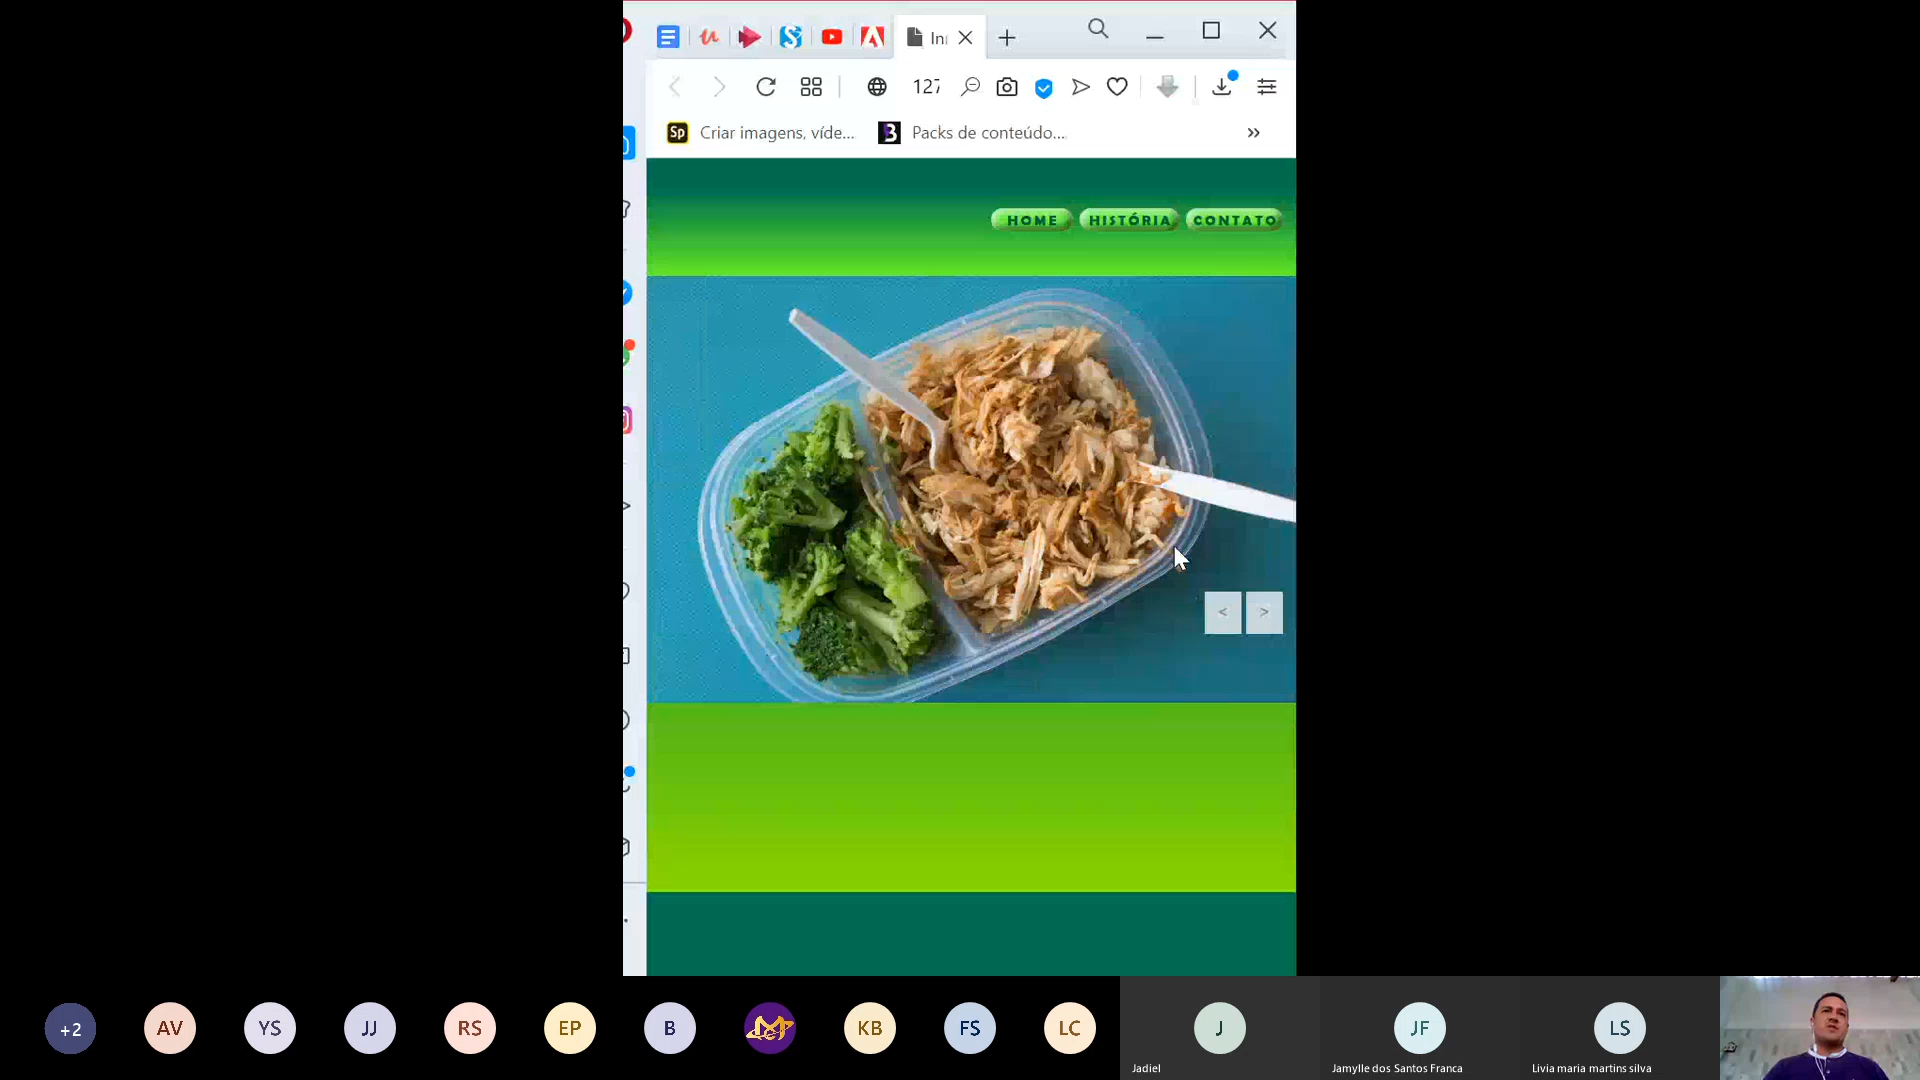 In
127
Sp Criar imagens, víde...
Packs de conteúdo...
HOME HISTÓRIA CONTATO
< >
+2 AV YS JJ RS EP B KB FS LC J JF LS
Jadiel Jamylle dos Santos Franca Livia maria martins silva